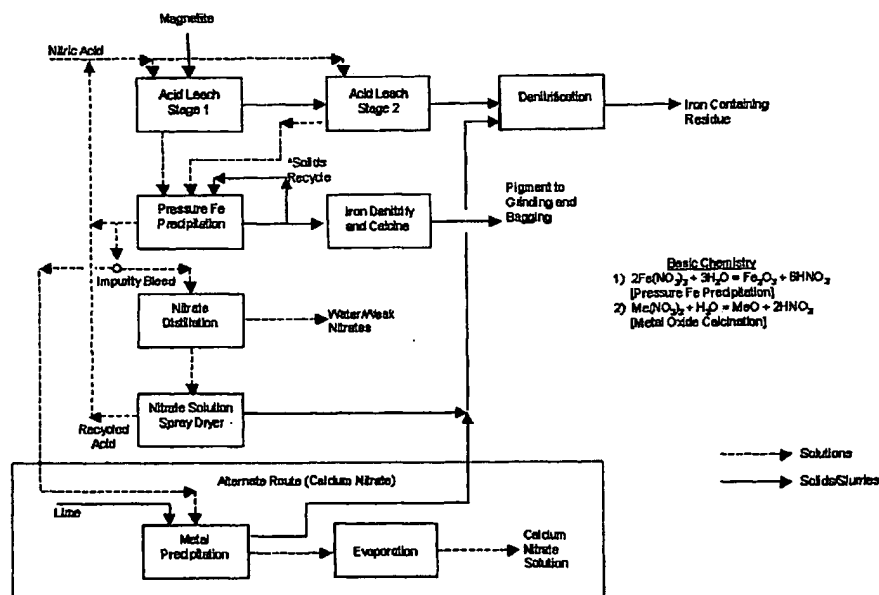 Magnetite
Nitric Acid
Acid Leach
Stage 1
Acid Leach
Stage 2
Denitrification
Iron Containing
Residue
*Solids
Recycle
Pressure Fe
Precipitation
Iron Denitrify
and Calcine
Pigment to
Grinding and
Bagging
Impurity Bleed
Basic Chemistry
1) 2Fe(NO₃)₃ + 3H₂O = Fe₂O₃ + 6HNO₃
[Pressure Fe Precipitation]
2) Me(NO₃)₂ + H₂O = MeO + 2HNO₃
[Metal Oxide Calcination]
Nitrate
Distillation
Water/Weak
Nitrates
Nitrate Solution
Spray Dryer
Recycled
Acid
Solutions
Solids/Slurries
Alternate Route (Calcium Nitrate)
Lime
Metal
Precipitation
Evaporation
Calcium
Nitrate
Solution